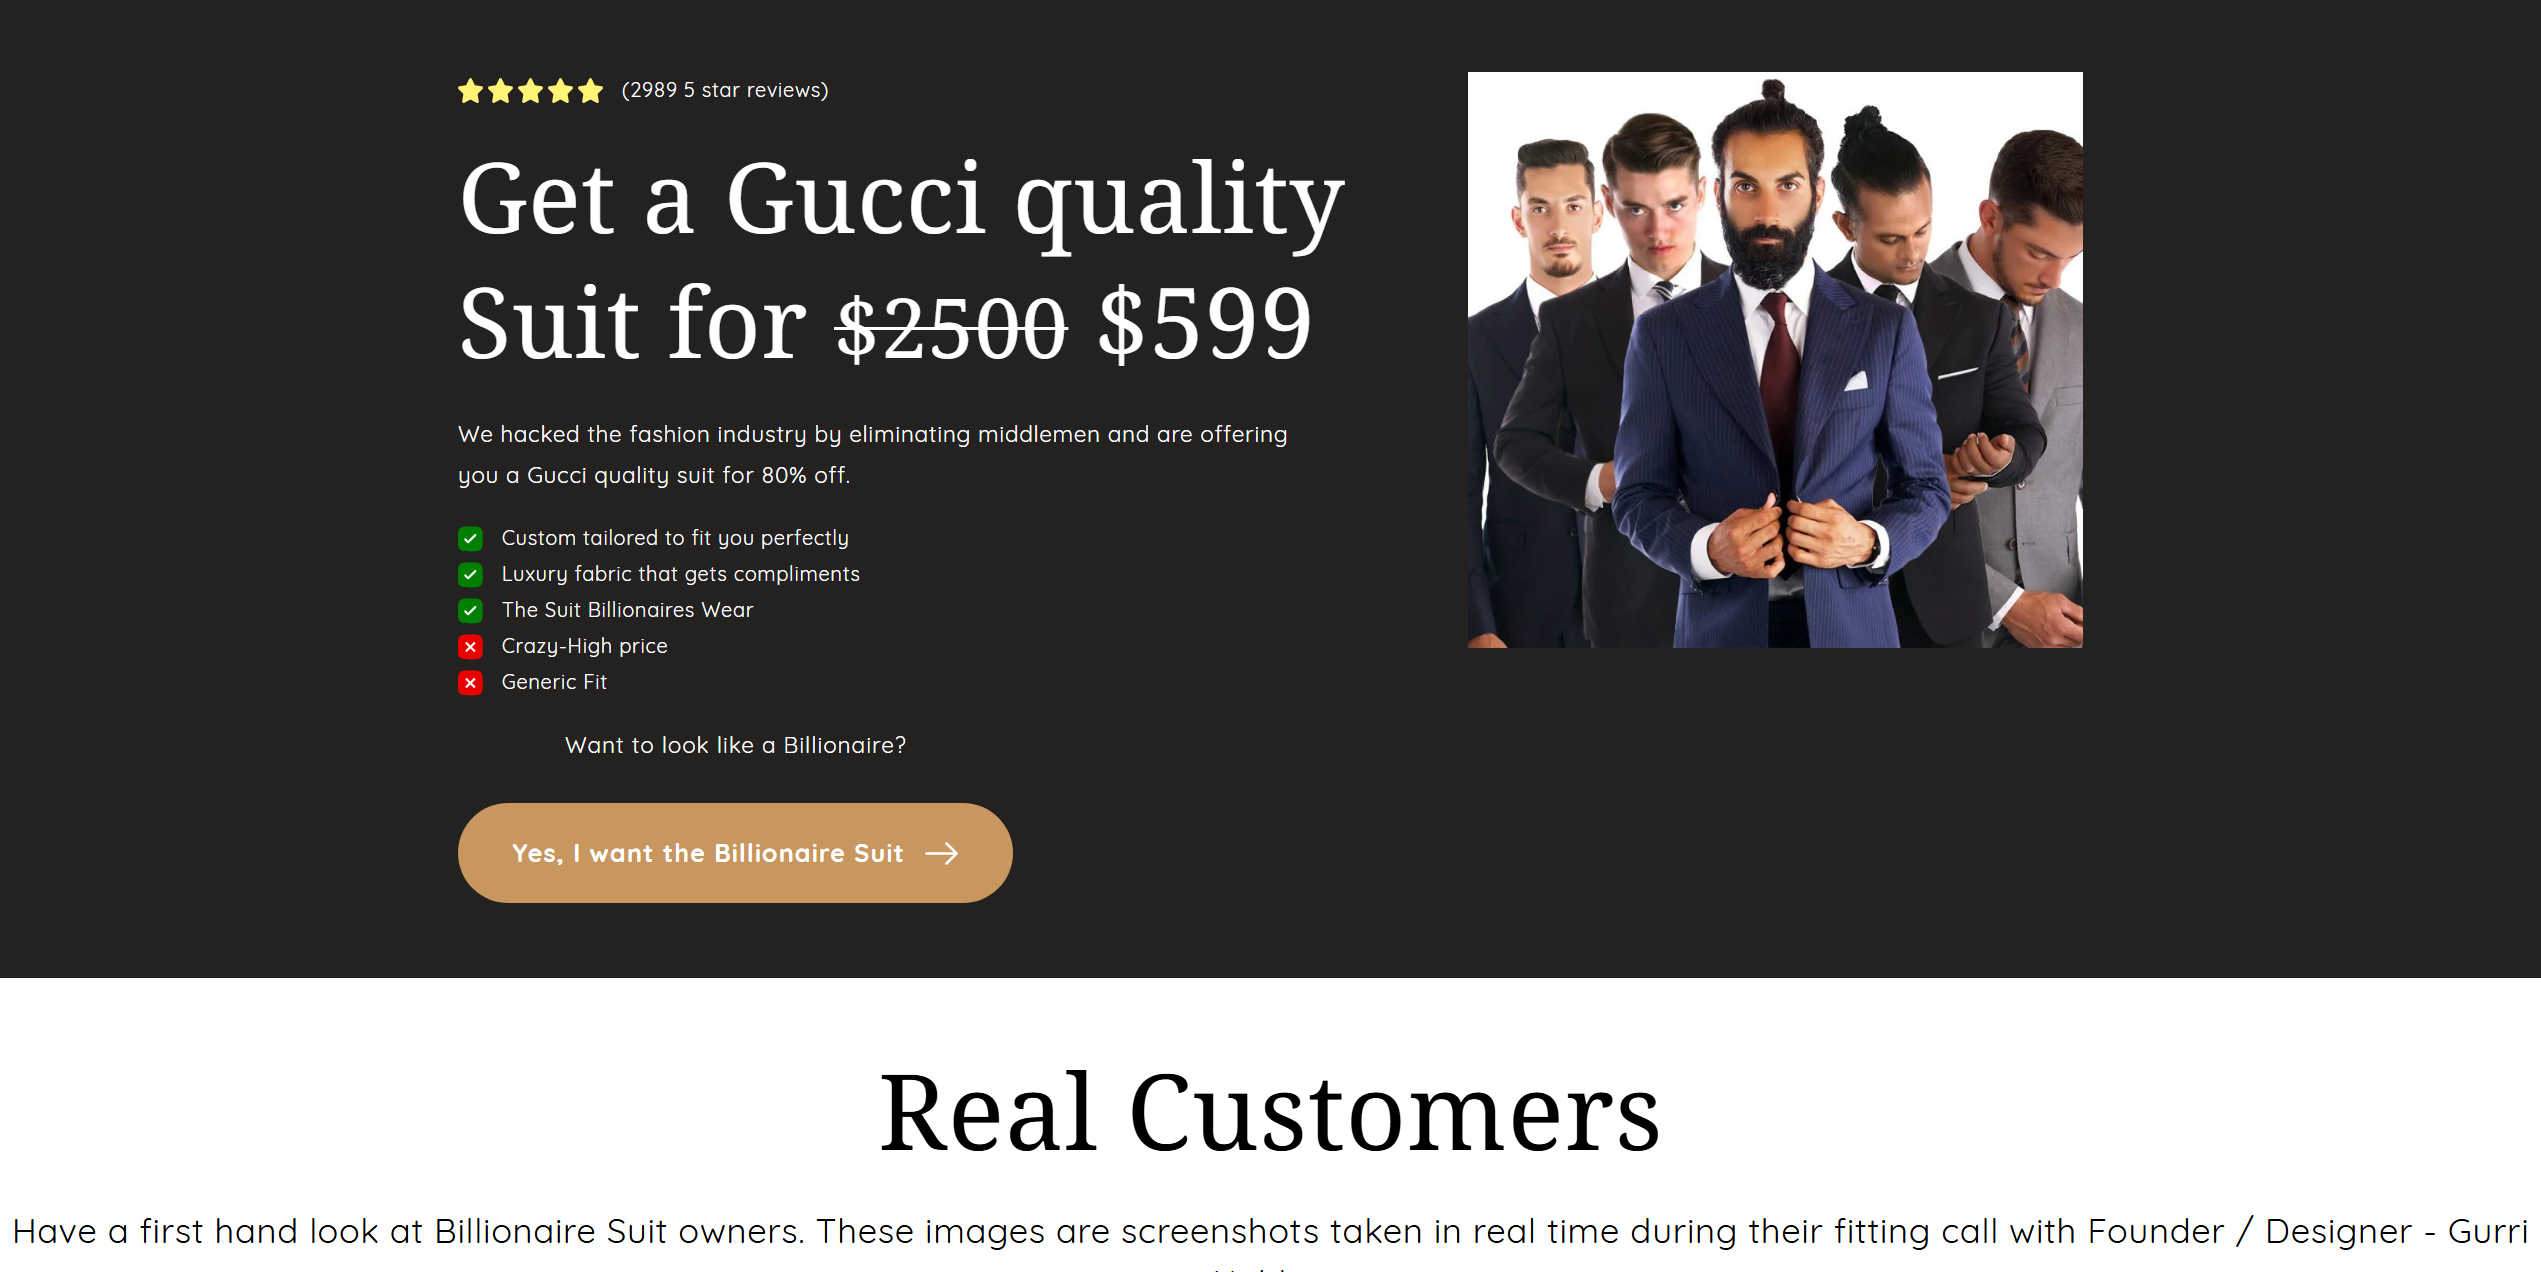 (2989 5 star reviews)
Get a Gucci quality
Suit for $2500 $599
We hacked the fashion industry by eliminating middlemen and are offering
you a Gucci quality suit for 80% off.
Custom tailored to fit you perfectly
Luxury fabric that gets compliments
The Suit Billionaires Wear
Crazy-High price
Generic Fit
Want to look like a Billionaire?
Yes, I want the Billionaire Suit
Real Customers
Have a first hand look at Billionaire Suit owners. These images are screenshots taken in real time during their fitting call with Founder / Designer - Gurri